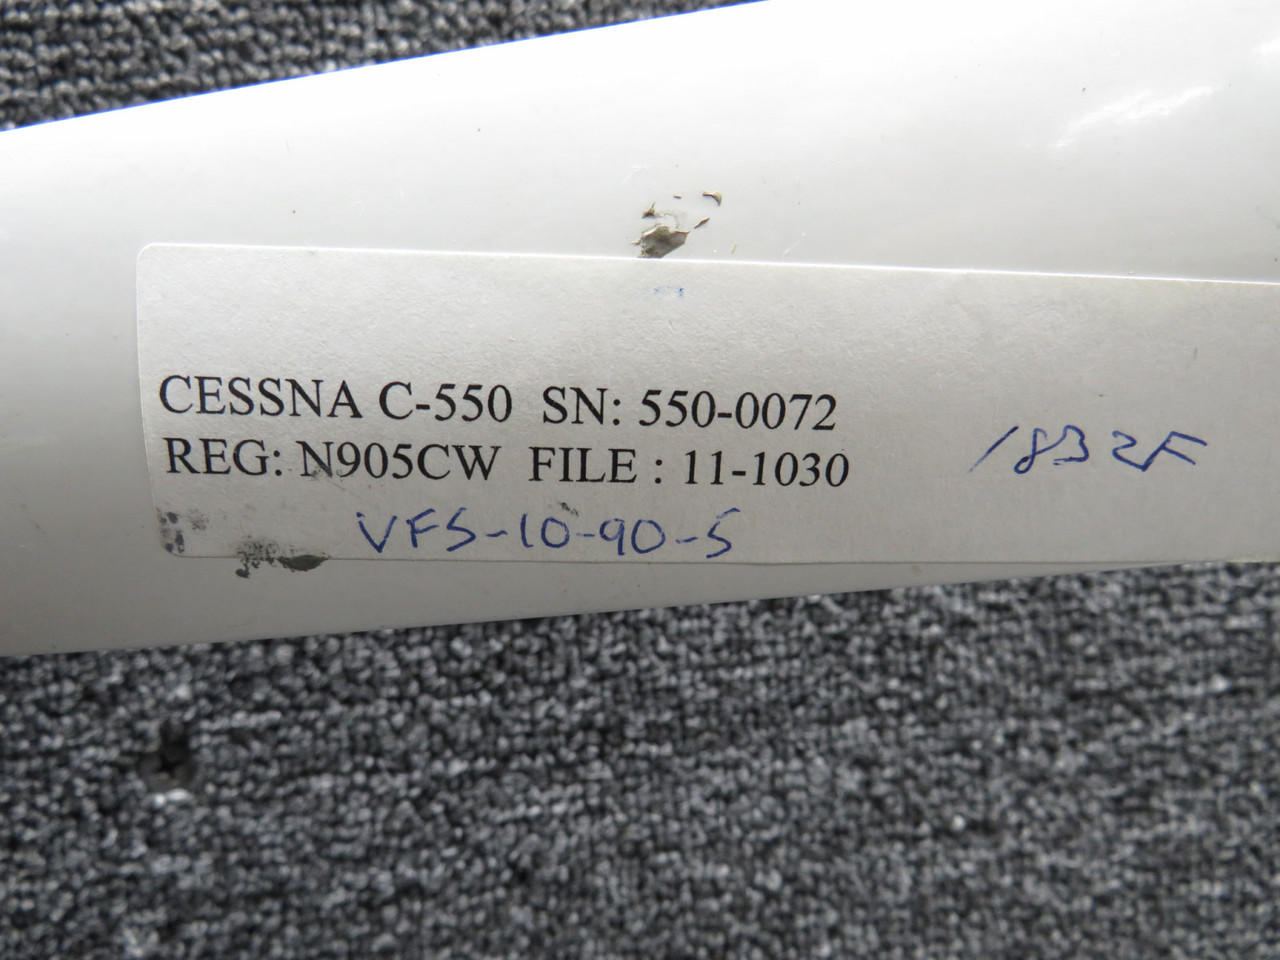 CESSNA C-550 SN: 550-0072
REG: N905CW FILE : 11-1030
1832F
VFS-10-90-5